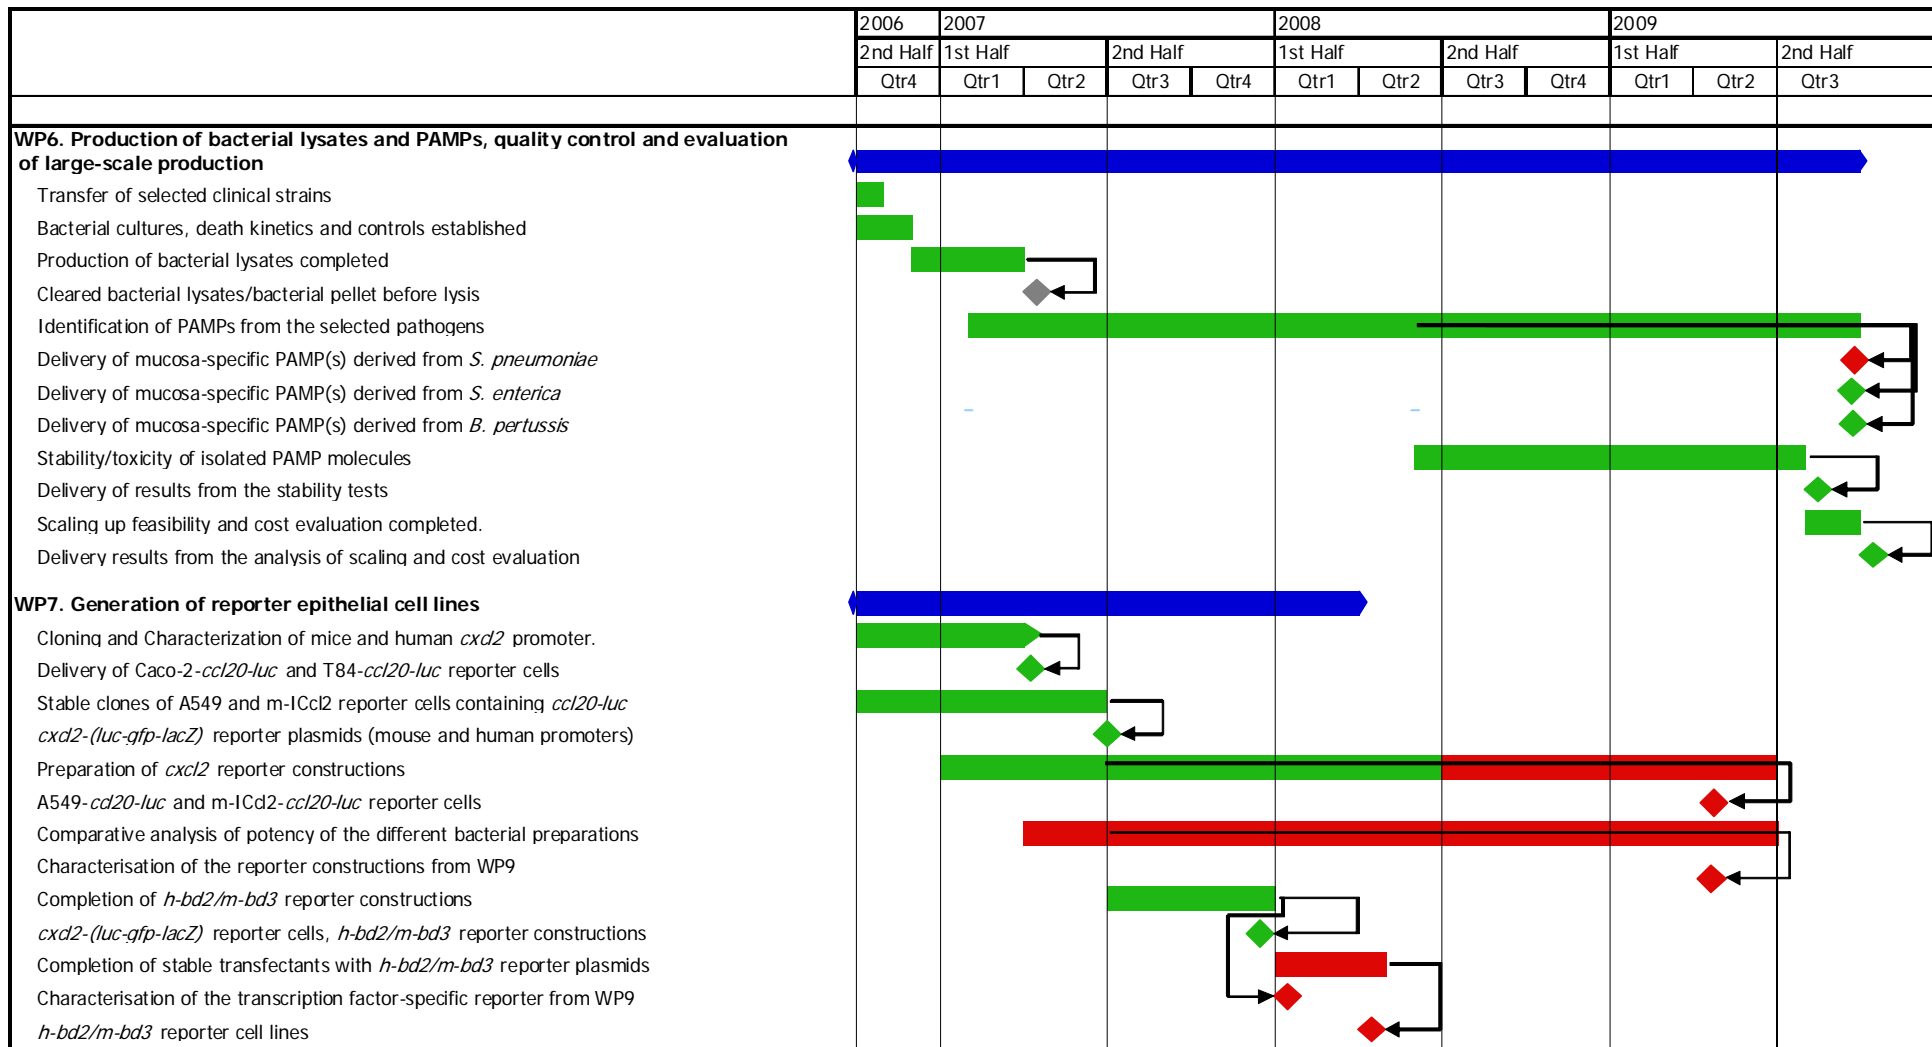 2006 2007 2008 2009
2nd Half 1st Half 2nd Half 1st Half 2nd Half 1st Half 2nd Half
Qtr4 Qtr1 Qtr2 Qtr3 Qtr4 Qtr1 Qtr2 Qtr3 Qtr4 Qtr1 Qtr2 Qtr3
WP6. Production of bacterial lysates and PAMPs, quality control and evaluation
of large-scale production
Transfer of selected clinical strains
Bacterial cultures, death kinetics and controls established
Production of bacterial lysates completed
Cleared bacterial lysates/bacterial pellet before lysis
Identification of PAMPs from the selected pathogens
Delivery of mucosa-specific PAMP(s) derived from S. pneumoniae
Delivery of mucosa-specific PAMP(s) derived from S. enterica
Delivery of mucosa-specific PAMP(s) derived from B. pertussis
Stability/toxicity of isolated PAMP molecules
Delivery of results from the stability tests
Scaling up feasibility and cost evaluation completed.
Delivery results from the analysis of scaling and cost evaluation
WP7. Generation of reporter epithelial cell lines
Cloning and Characterization of mice and human cxcl2 promoter.
Delivery of Caco-2-ccl20-luc and T84-ccl20-luc reporter cells
Stable clones of A549 and m-ICcl2 reporter cells containing ccl20-luc
cxcl2-(luc-gfp-lacZ) reporter plasmids (mouse and human promoters)
Preparation of cxcl2 reporter constructions
A549-ccl20-luc and m-ICcl2-ccl20-luc reporter cells
Comparative analysis of potency of the different bacterial preparations
Characterisation of the reporter constructions from WP9
Completion of h-bd2/m-bd3 reporter constructions
cxcl2-(luc-gfp-lacZ) reporter cells, h-bd2/m-bd3 reporter constructions
Completion of stable transfectants with h-bd2/m-bd3 reporter plasmids
Characterisation of the transcription factor-specific reporter from WP9
h-bd2/m-bd3 reporter cell lines